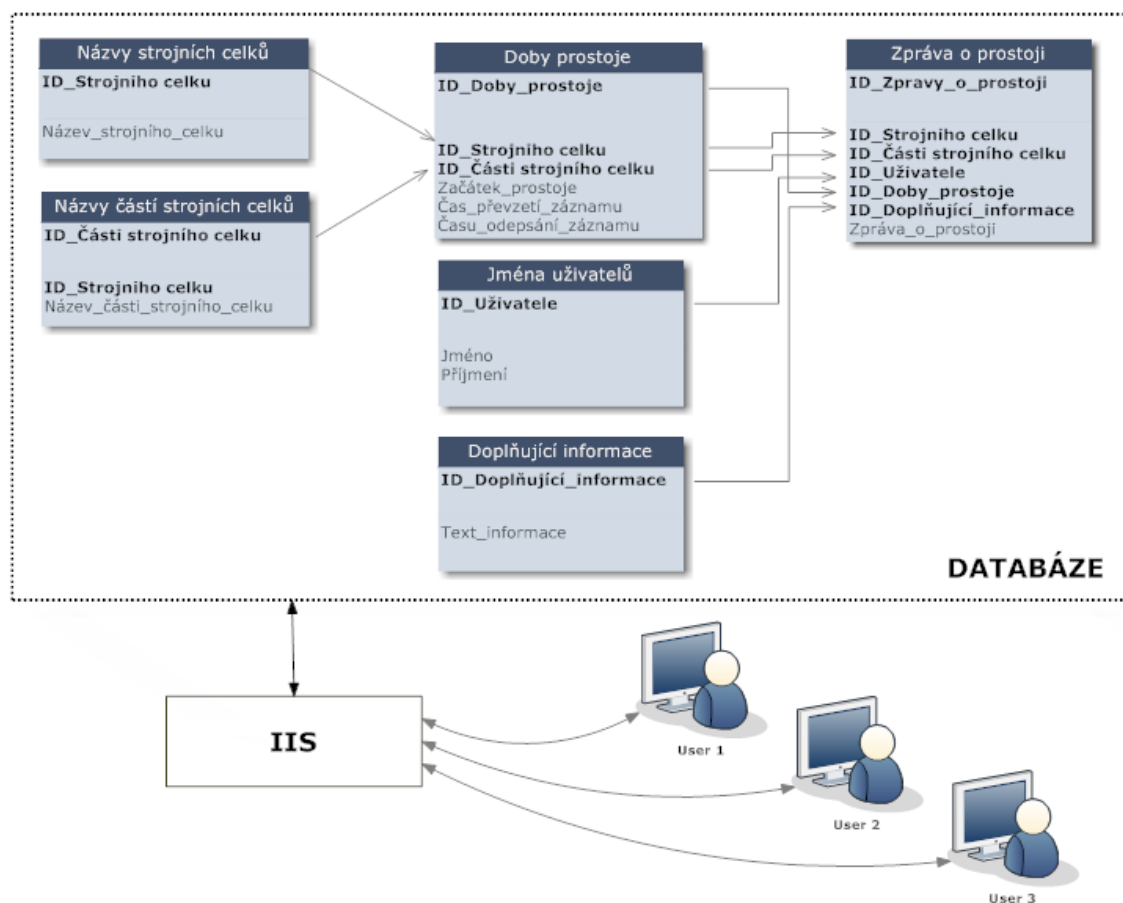 Názvy strojních celků
ID_Strojniho celku
Název_strojního_celku
Názvy částí strojních celků
ID_Části strojního celku
ID_Strojniho celku
Název_části_strojního_celku
Doby prostoje
ID_Doby_prostoje
ID_Strojniho celku
ID_Části strojního celku
Začátek_prostoje
Čas_převzetí_záznamu
Času_odepsání_záznamu
Jména uživatelů
ID_Uživatele
Jméno
Příjmení
Doplňující informace
ID_Doplňující_informace
Text_informace
Zpráva o prostoji
ID_Zpravy_o_prostoji
ID_Strojniho celku
ID_Části strojního celku
ID_Uživatele
ID_Doby_prostoje
ID_Doplňující_informace
Zpráva_o_prostoji
DATABÁZE
IIS
User 1
User 2
User 3